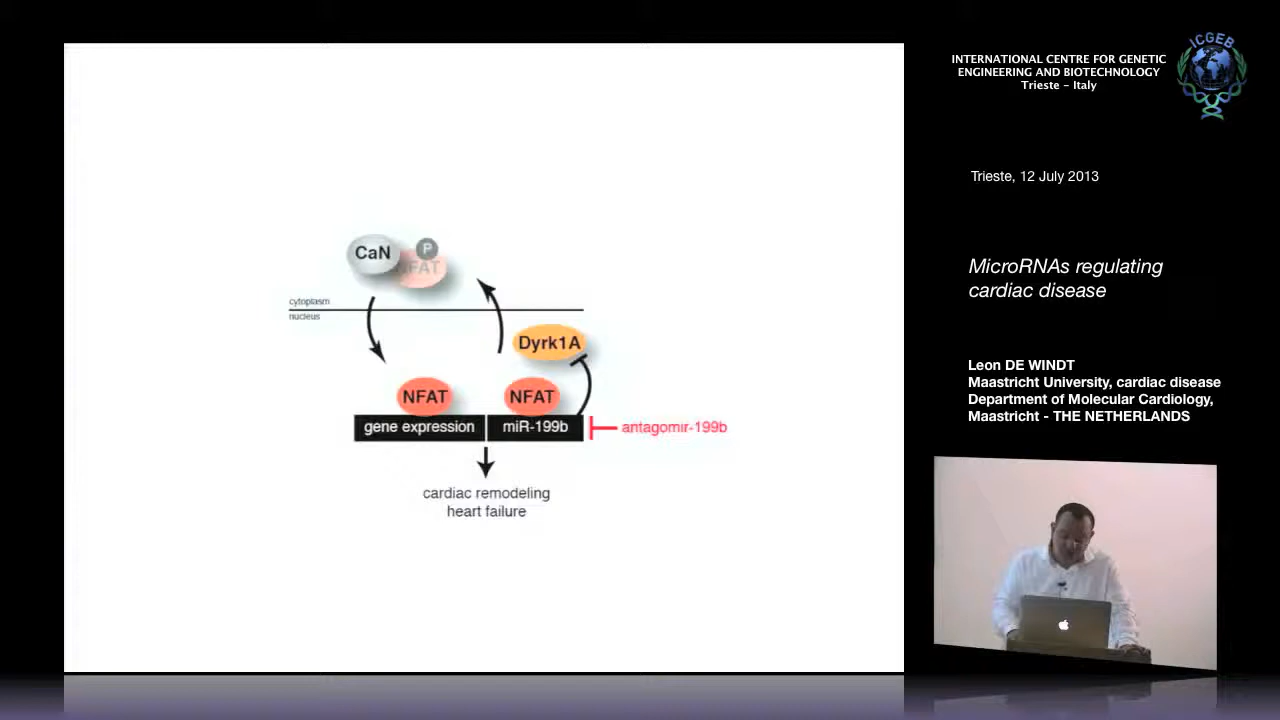 INTERNATIONAL CENTRE FOR GENETIC
ENGINEERING AND BIOTECHNOLOGY
Trieste - Italy
ICGEB
Trieste, 12 July 2013
MicroRNAs regulating
cardiac disease
Leon DE WINDT
Maastricht University, cardiac disease
Department of Molecular Cardiology,
Maastricht - THE NETHERLANDS
CaN
P
NFAT
cytoplasm
nucleus
Dyrk1A
NFAT
NFAT
gene expression
miR-199b
antagomir-199b
cardiac remodeling
heart failure